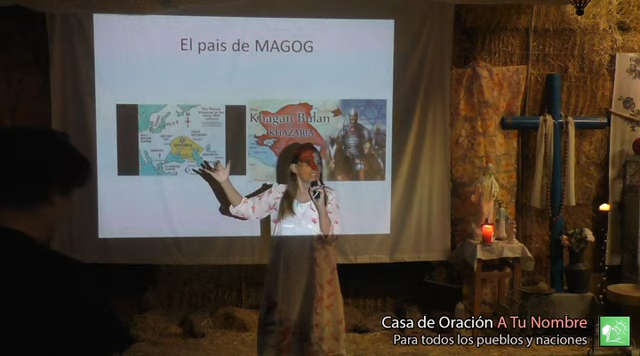 El pais de MAGOG
Khagan Bulan
KHAZARIA
Casa de Oración A Tu Nombre
Para todos los pueblos y naciones